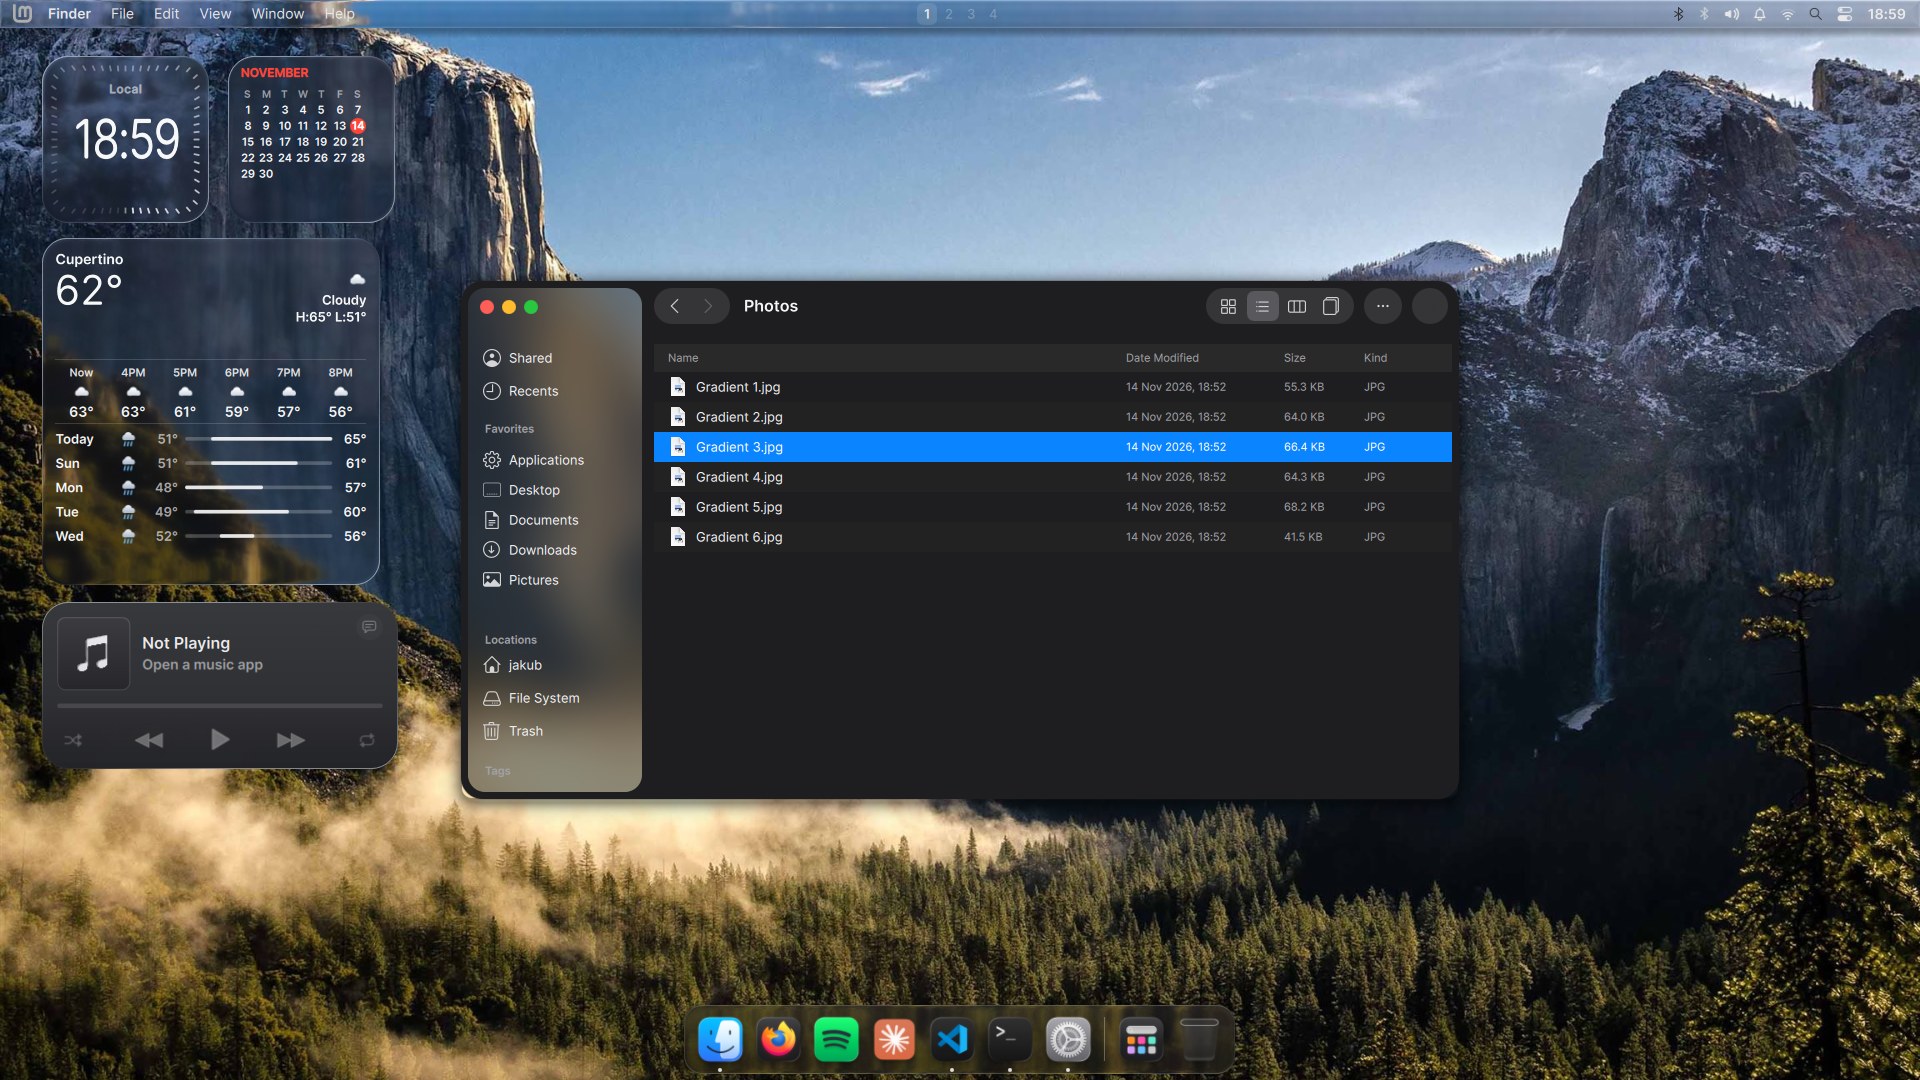 Finder File Edit View Window Help
1 2 3 4
18:59
Local
18:59
NOVEMBER
S M T W T F S
1 2 3 4 5 6 7
8 9 10 11 12 13 14
15 16 17 18 19 20 21
22 23 24 25 26 27 28
29 30
Cupertino
62°
Cloudy
H:65° L:51°
Now 4PM 5PM 6PM 7PM 8PM
63° 63° 61° 59° 57° 56°
Today 51° 65°
Sun 51° 61°
Mon 48° 57°
Tue 49° 60°
Wed 52° 56°
Not Playing
Open a music app
Shared
Recents
Favorites
Applications
Desktop
Documents
Downloads
Pictures
Locations
jakub
File System
Trash
Tags
Photos
Name Date Modified Size Kind
Gradient 1.jpg 14 Nov 2026, 18:52 55.3 KB JPG
Gradient 2.jpg 14 Nov 2026, 18:52 64.0 KB JPG
Gradient 3.jpg 14 Nov 2026, 18:52 66.4 KB JPG
Gradient 4.jpg 14 Nov 2026, 18:52 64.3 KB JPG
Gradient 5.jpg 14 Nov 2026, 18:52 68.2 KB JPG
Gradient 6.jpg 14 Nov 2026, 18:52 41.5 KB JPG